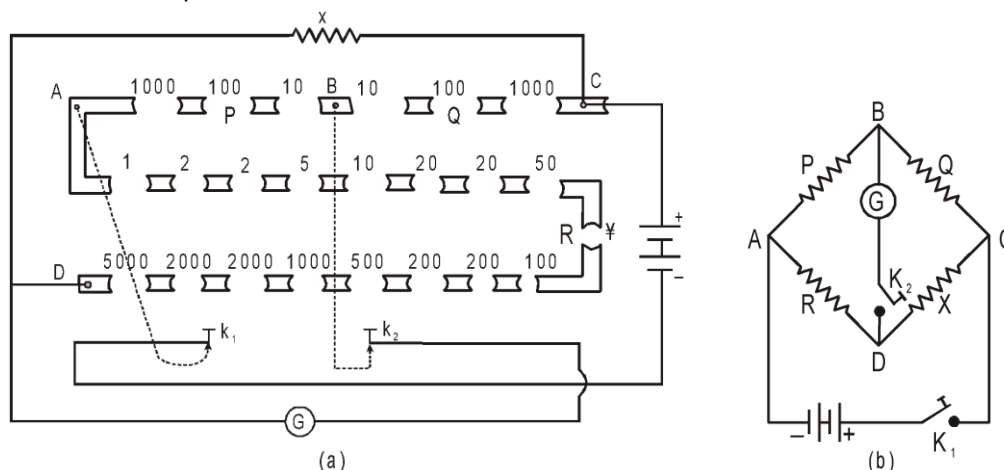 x
A 1000 100 10 B 10 100 1000 C
P Q
1 2 2 5 10 20 20 50
R ¥
+
−
D 5000 2000 2000 1000 500 200 200 100
k₁ k₂
G
(a)
B
P Q
G
A C
K₂
R X
D
− +
K₁
(b)